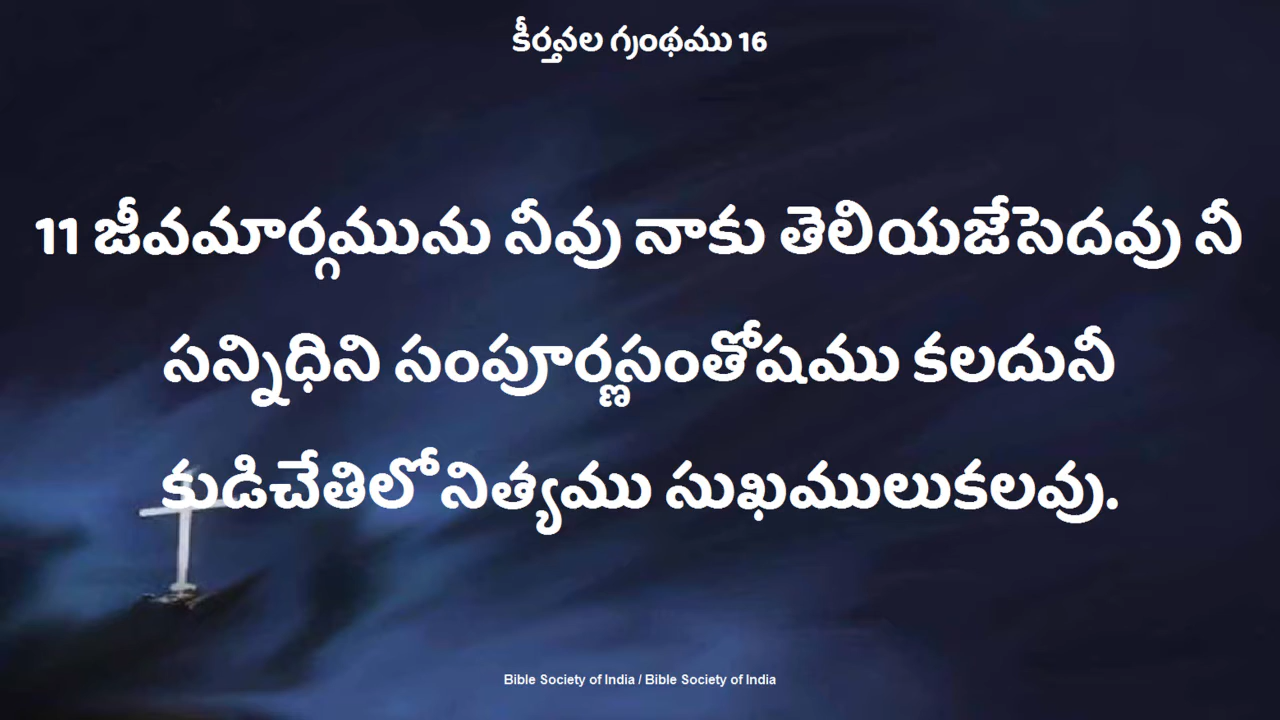 కీర్తనల గ్రంథము 16
11 జీవమార్గమును నీవు నాకు తెలియజేసెదవు నీ
సన్నిధిని సంపూర్ణసంతోషము కలదునీ
కుడిచేతిలో నిత్యము సుఖములుకలవు.
Bible Society of India / Bible Society of India